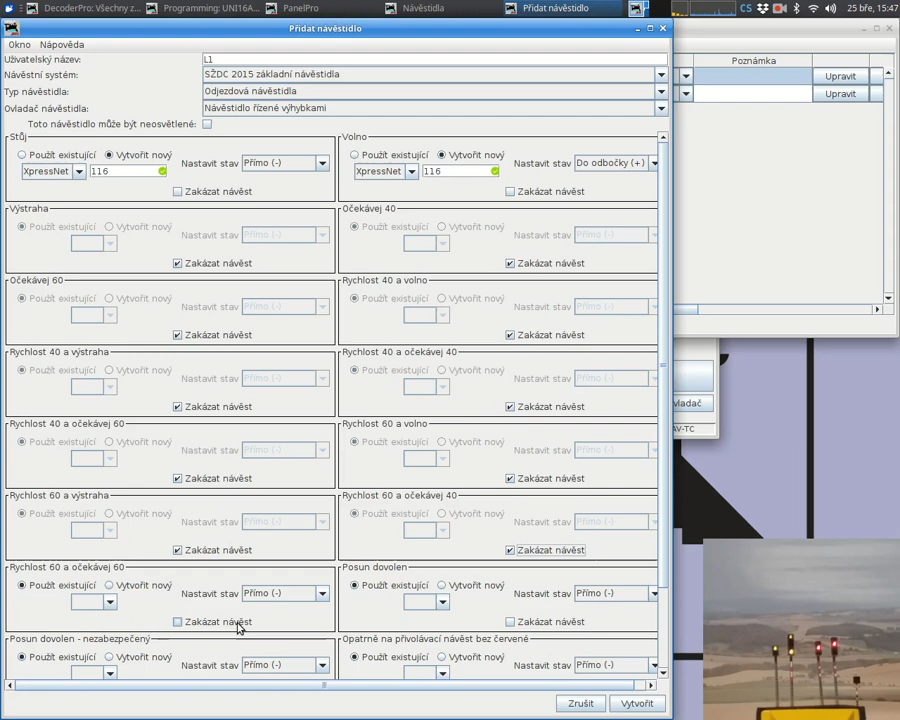 DecoderPro: Všechny z...
Programming: UNI16A...
PanelPro
Návěstidla
Přidat návěstidlo
CS
25 bře, 15:47
Přidat návěstidlo
Okno Nápověda
Uživatelský název: L1
Návěstní systém: SŽDC 2015 základní návěstidla
Typ návěstidla: Odjezdová návěstidla
Ovladač návěstidla: Návěstidlo řízené výhybkami
Toto návěstidlo může být neosvětlené:
Poznámka
Upravit
Upravit
Stůj Volno
Použít existující Vytvořit nový Nastavit stav Přímo (-) Použít existující Vytvořit nový Nastavit stav Do odbočky (+)
XpressNet 116 XpressNet 116
Zakázat návěst Zakázat návěst
Výstraha Očekávej 40
Použít existující Vytvořit nový Nastavit stav Přímo (-) Použít existující Vytvořit nový Nastavit stav Přímo (-)
Zakázat návěst Zakázat návěst
Očekávej 60 Rychlost 40 a volno
Použít existující Vytvořit nový Nastavit stav Přímo (-) Použít existující Vytvořit nový Nastavit stav Přímo (-)
Zakázat návěst Zakázat návěst
Rychlost 40 a výstraha Rychlost 40 a očekávej 40
Použít existující Vytvořit nový Nastavit stav Přímo (-) Použít existující Vytvořit nový Nastavit stav Přímo (-)
Zakázat návěst Zakázat návěst
Rychlost 40 a očekávej 60 Rychlost 60 a volno
Použít existující Vytvořit nový Nastavit stav Přímo (-) Použít existující Vytvořit nový Nastavit stav Přímo (-)
Zakázat návěst Zakázat návěst
Rychlost 60 a výstraha Rychlost 60 a očekávej 40
Použít existující Vytvořit nový Nastavit stav Přímo (-) Použít existující Vytvořit nový Nastavit stav Přímo (-)
Zakázat návěst Zakázat návěst
Rychlost 60 a očekávej 60 Posun dovolen
Použít existující Vytvořit nový Nastavit stav Přímo (-) Použít existující Vytvořit nový Nastavit stav Přímo (-)
Zakázat návěst Zakázat návěst
Posun dovolen - nezabezpečený Opatrně na přivolávací návěst bez červené
Použít existující Vytvořit nový Nastavit stav Přímo (-) Použít existující Vytvořit nový Nastavit stav Přímo (-)
Zrušit Vytvořit
vladač
AV-TC